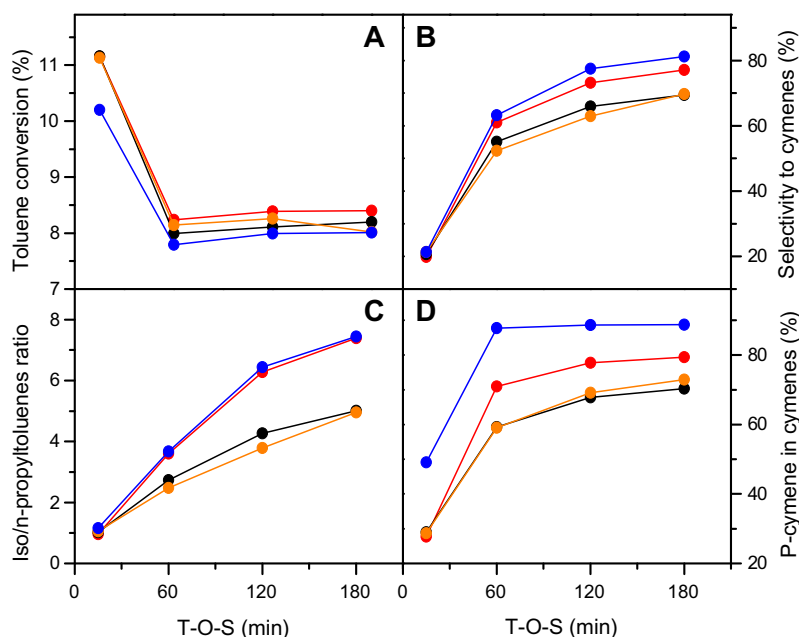 A
B
Toluene conversion (%)
11
10
9
8
7
80
60
40
20
Selectivity to cymenes (%)
C
D
Iso/n-propyltoluenes ratio
8
6
4
2
0
80
60
40
20
P-cymene in cymenes (%)
0 60 120 180 0 60 120 180
T-O-S (min) T-O-S (min)